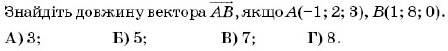 Знайдіть довжину вектора AB, якщо A(−1; 2; 3), B(1; 8; 0).
А) 3; Б) 5; В) 7; Г) 8.